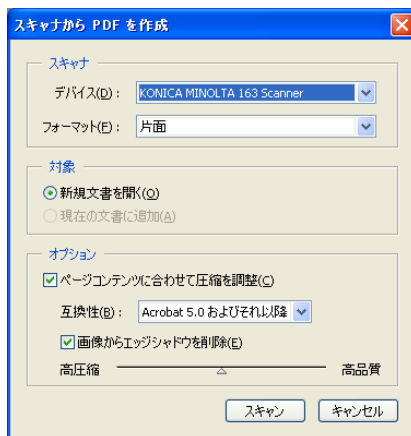 スキャナから PDF を作成
スキャナ
デバイス(D)： KONICA MINOLTA 163 Scanner
フォーマット(F)： 片面
対象
新規文書を開く(O)
現在の文書に追加(A)
オプション
ページコンテンツに合わせて圧縮を調整(C)
互換性(B)： Acrobat 5.0 およびそれ以降
画像からエッジシャドウを削除(E)
高圧縮 高品質
スキャン キャンセル